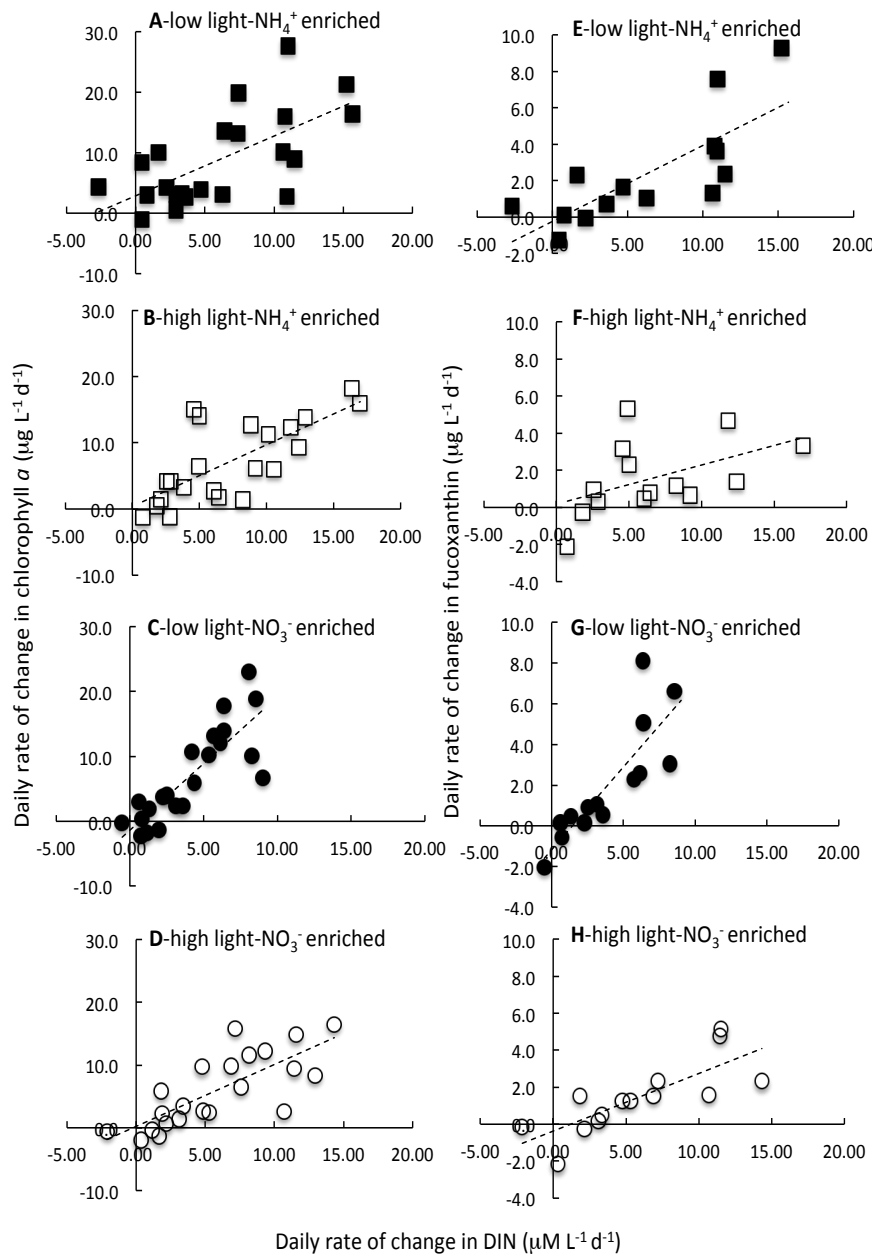 A-low light-NH₄⁺ enriched
30.0
20.0
10.0
0.0
-10.0
-5.00 0.00 5.00 10.00 15.00 20.00
E-low light-NH₄⁺ enriched
10.0
8.0
6.0
4.0
2.0
0.0
-2.0
-5.00 0.00 5.00 10.00 15.00 20.00
B-high light-NH₄⁺ enriched
30.0
20.0
10.0
0.0
-10.0
-5.00 0.00 5.00 10.00 15.00 20.00
F-high light-NH₄⁺ enriched
10.0
8.0
6.0
4.0
2.0
0.0
-2.0
-4.0
-5.00 0.00 5.00 10.00 15.00 20.00
C-low light-NO₃⁻ enriched
30.0
20.0
10.0
0.0
-10.0
-5.00 0.00 5.00 10.00 15.00 20.00
G-low light-NO₃⁻ enriched
10.0
8.0
6.0
4.0
2.0
0.0
-2.0
-4.0
-5.00 0.00 5.00 10.00 15.00 20.00
D-high light-NO₃⁻ enriched
30.0
20.0
10.0
0.0
-10.0
-5.00 0.00 5.00 10.00 15.00 20.00
H-high light-NO₃⁻ enriched
10.0
8.0
6.0
4.0
2.0
0.0
-2.0
-4.0
-5.00 0.00 5.00 10.00 15.00 20.00
Daily rate of change in chlorophyll a (µg L⁻¹ d⁻¹)
Daily rate of change in fucoxanthin (µg L⁻¹ d⁻¹)
Daily rate of change in DIN (µM L⁻¹ d⁻¹)